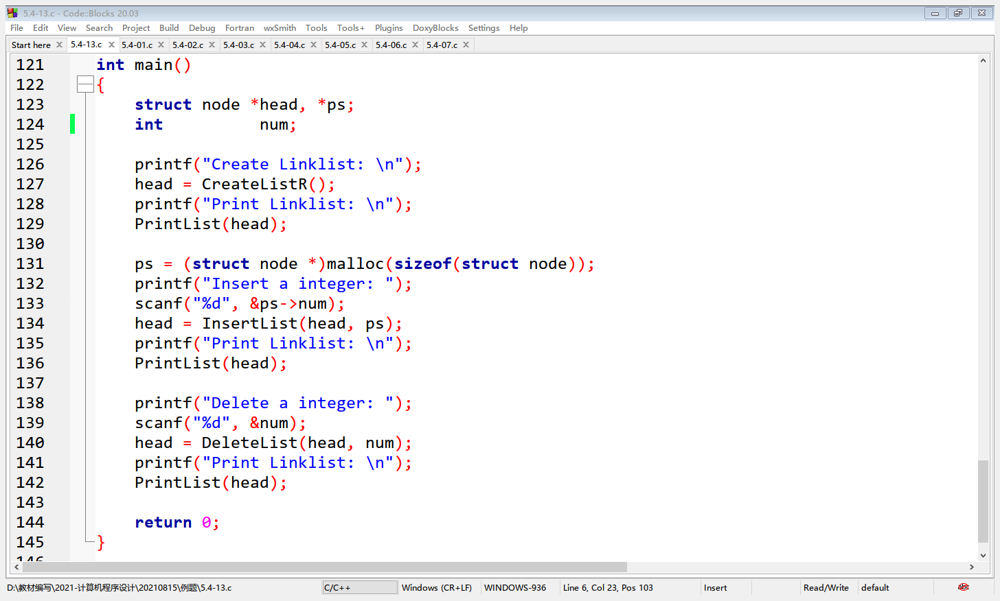 5.4-13.c - Code::Blocks 20.03
File Edit View Search Project Build Debug Fortran wxSmith Tools Tools+ Plugins DoxyBlocks Settings Help
Start here 5.4-13.c 5.4-01.c 5.4-02.c 5.4-03.c 5.4-04.c 5.4-05.c 5.4-06.c 5.4-07.c
121 int main()
122 {
123     struct node *head, *ps;
124     int          num;
125
126     printf("Create Linklist: \n");
127     head = CreateListR();
128     printf("Print Linklist: \n");
129     PrintList(head);
130
131     ps = (struct node *)malloc(sizeof(struct node));
132     printf("Insert a integer: ");
133     scanf("%d", &ps->num);
134     head = InsertList(head, ps);
135     printf("Print Linklist: \n");
136     PrintList(head);
137
138     printf("Delete a integer: ");
139     scanf("%d", &num);
140     head = DeleteList(head, num);
141     printf("Print Linklist: \n");
142     PrintList(head);
143
144     return 0;
145 }
146
D:\教材编写\2021-计算机程序设计\20210815\例题\5.4-13.c C/C++ Windows (CR+LF) WINDOWS-936 Line 6, Col 23, Pos 103 Insert Read/Write default abc